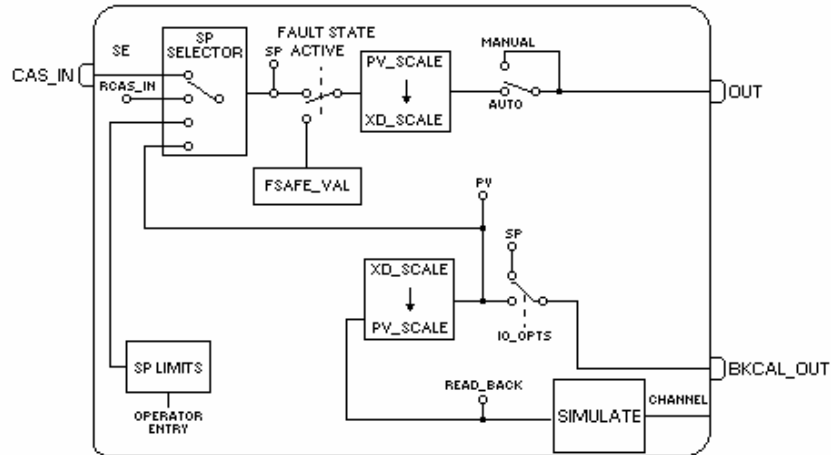 SE
SP
SELECTOR
FAULT STATE
ACTIVE
SP
PV_SCALE
XD_SCALE
MANUAL
AUTO
CAS_IN
RCAS_IN
OUT
FSAFE_VAL
PV
SP
XD_SCALE
PV_SCALE
IO_OPTS
SP LIMITS
OPERATOR
ENTRY
READ_BACK
SIMULATE
CHANNEL
BKCAL_OUT